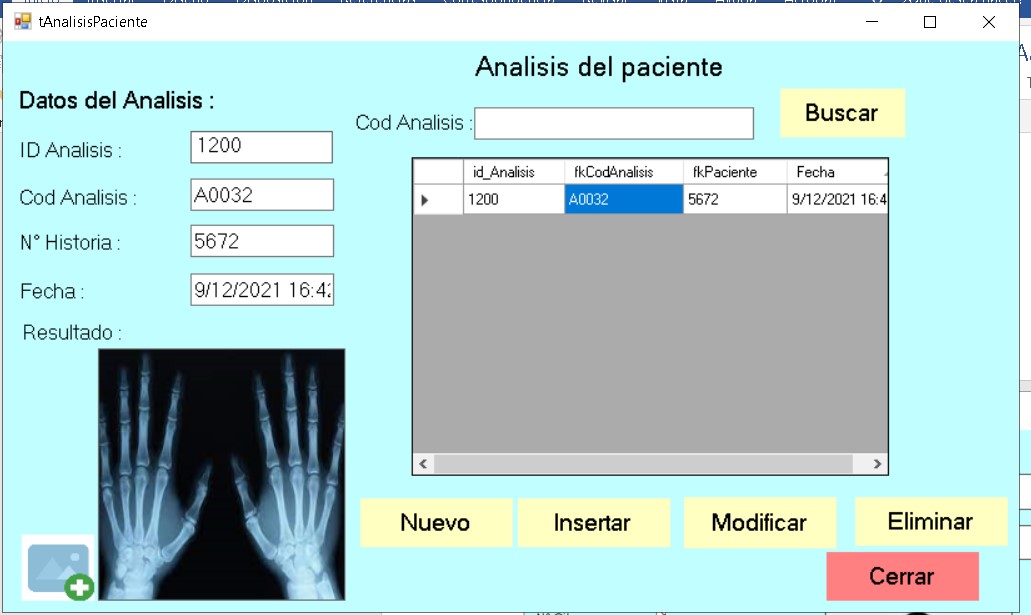 tAnalisisPaciente
Analisis del paciente
Datos del Analisis :
Cod Analisis :
Buscar
ID Analisis :
1200
Cod Analisis :
A0032
N° Historia :
5672
Fecha :
9/12/2021 16:42
Resultado :
id_Analisis fkCodAnalisis fkPaciente Fecha
1200 A0032 5672 9/12/2021 16:4
Nuevo Insertar Modificar Eliminar
Cerrar